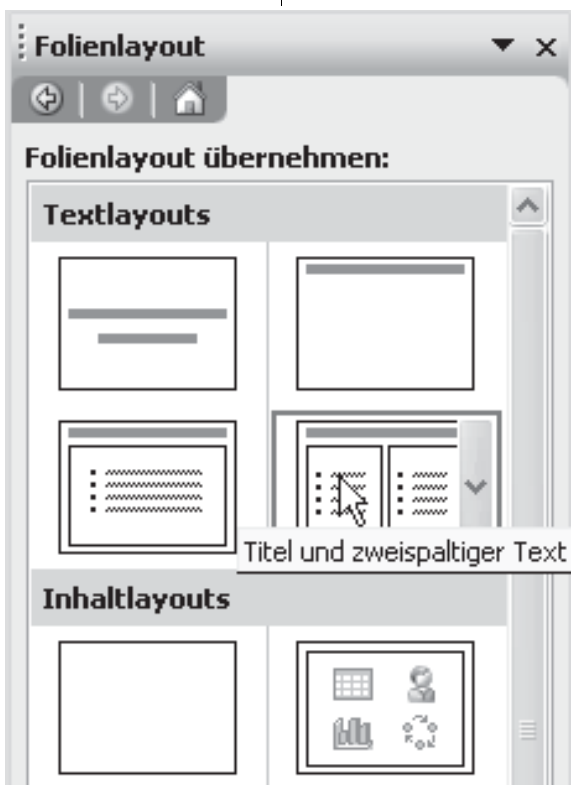 Folienlayout
Folienlayout übernehmen:
Textlayouts
Titel und zweispaltiger Text
Inhaltlayouts